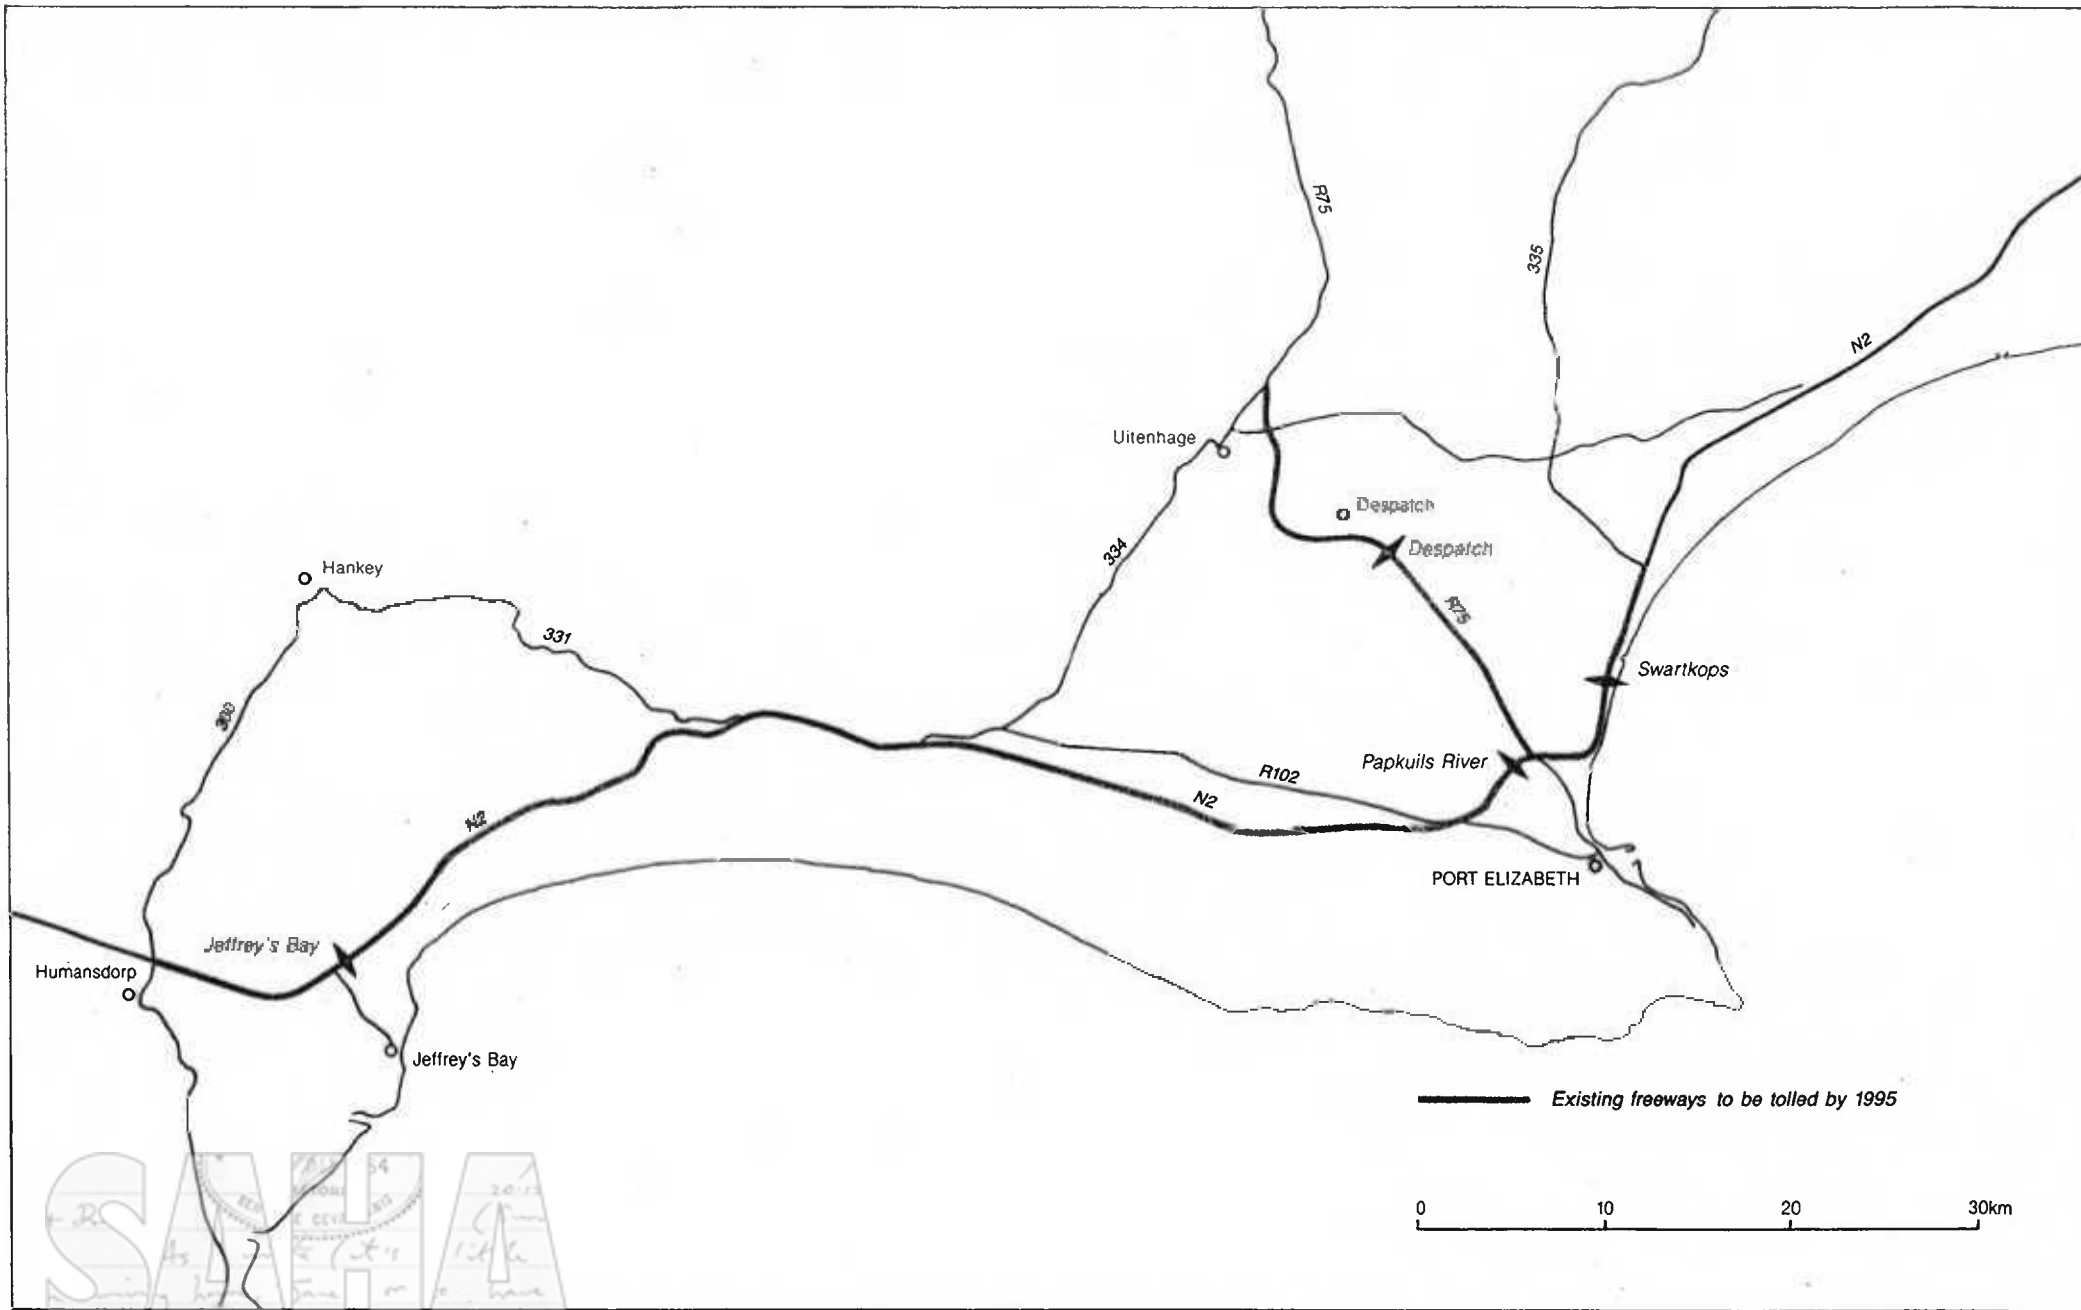 R75
335
N2
Uitenhage
Despatch
Despatch
334
Hankey
R75
331
Swartkops
300
Papkuils River
R102
N2
N2
PORT ELIZABETH
Jeffrey's Bay
Humansdorp
Jeffrey's Bay
Existing freeways to be tolled by 1995
0 10 20 30km
SAHA